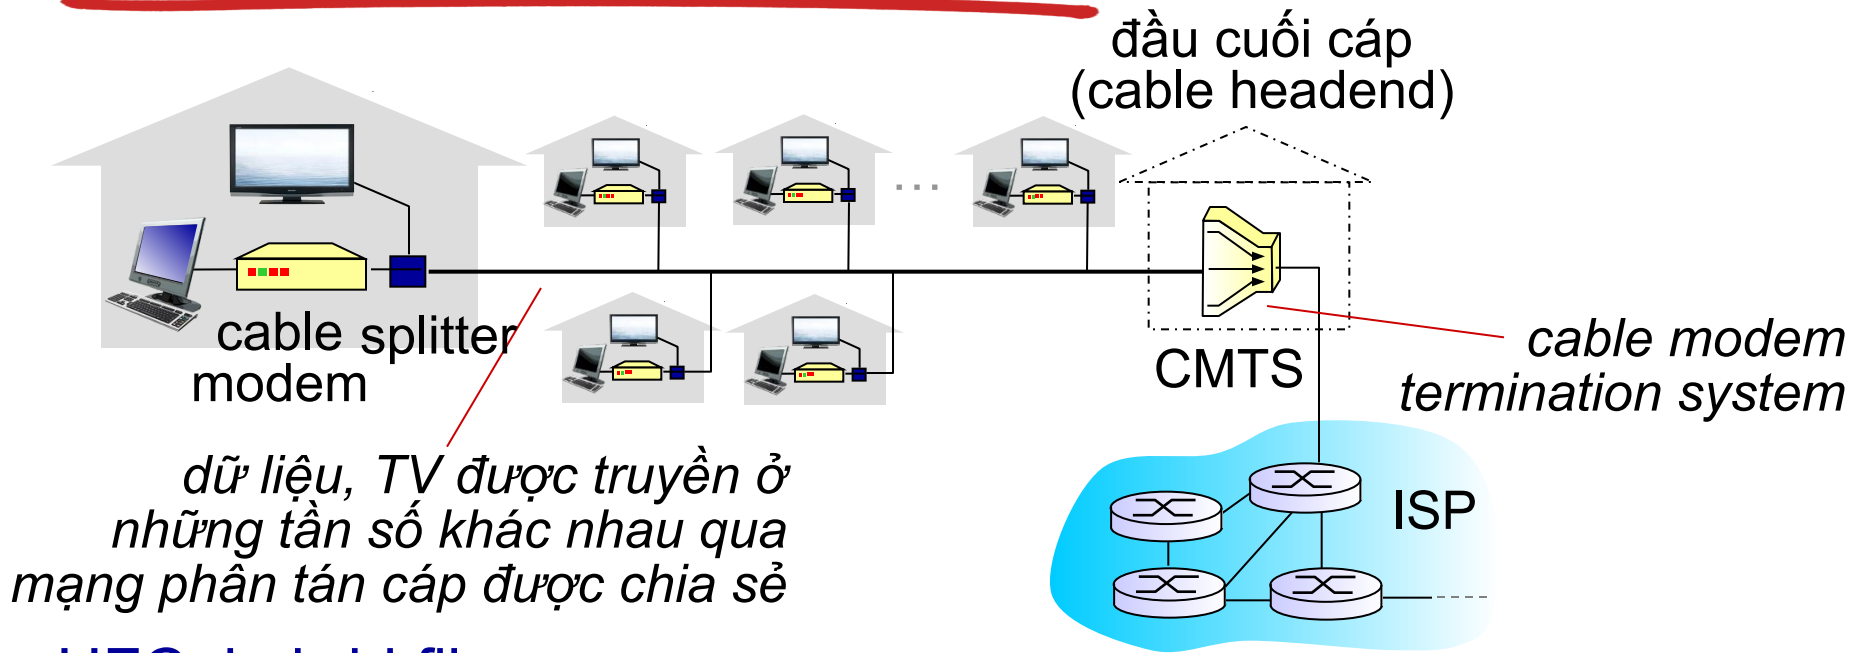 đầu cuối cáp
(cable headend)
cable splitter
modem
CMTS
cable modem
termination system
dữ liệu, TV được truyền ở
những tần số khác nhau qua
mạng phân tán cáp được chia sẻ
ISP